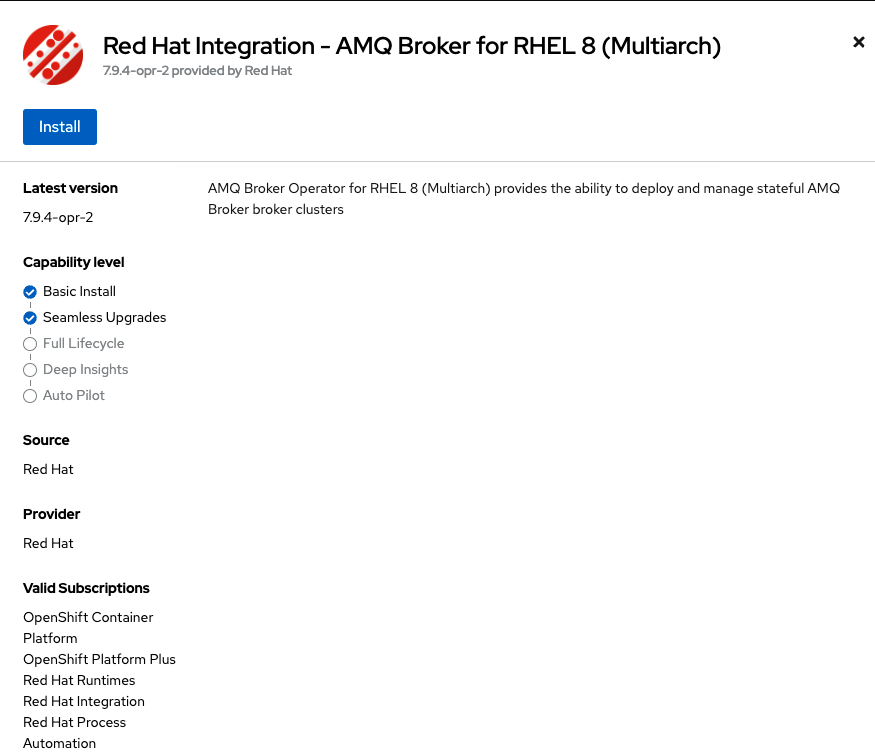 Red Hat Integration - AMQ Broker for RHEL 8 (Multiarch)
7.9.4-opr-2 provided by Red Hat
Install
Latest version
7.9.4-opr-2
AMQ Broker Operator for RHEL 8 (Multiarch) provides the ability to deploy and manage stateful AMQ
Broker broker clusters
Capability level
Basic Install
Seamless Upgrades
Full Lifecycle
Deep Insights
Auto Pilot
Source
Red Hat
Provider
Red Hat
Valid Subscriptions
OpenShift Container
Platform
OpenShift Platform Plus
Red Hat Runtimes
Red Hat Integration
Red Hat Process
Automation